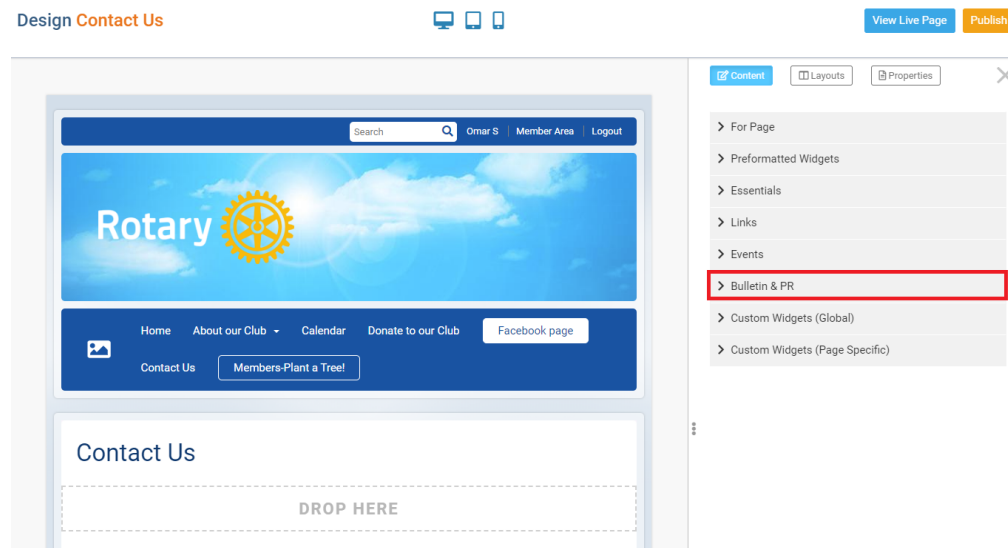 Design Contact Us
View Live Page
Publish
Content
Layouts
Properties
Search
Omar S
Member Area
Logout
Rotary
Home
About our Club
Calendar
Donate to our Club
Facebook page
Contact Us
Members-Plant a Tree!
Contact Us
DROP HERE
For Page
Preformatted Widgets
Essentials
Links
Events
Bulletin & PR
Custom Widgets (Global)
Custom Widgets (Page Specific)